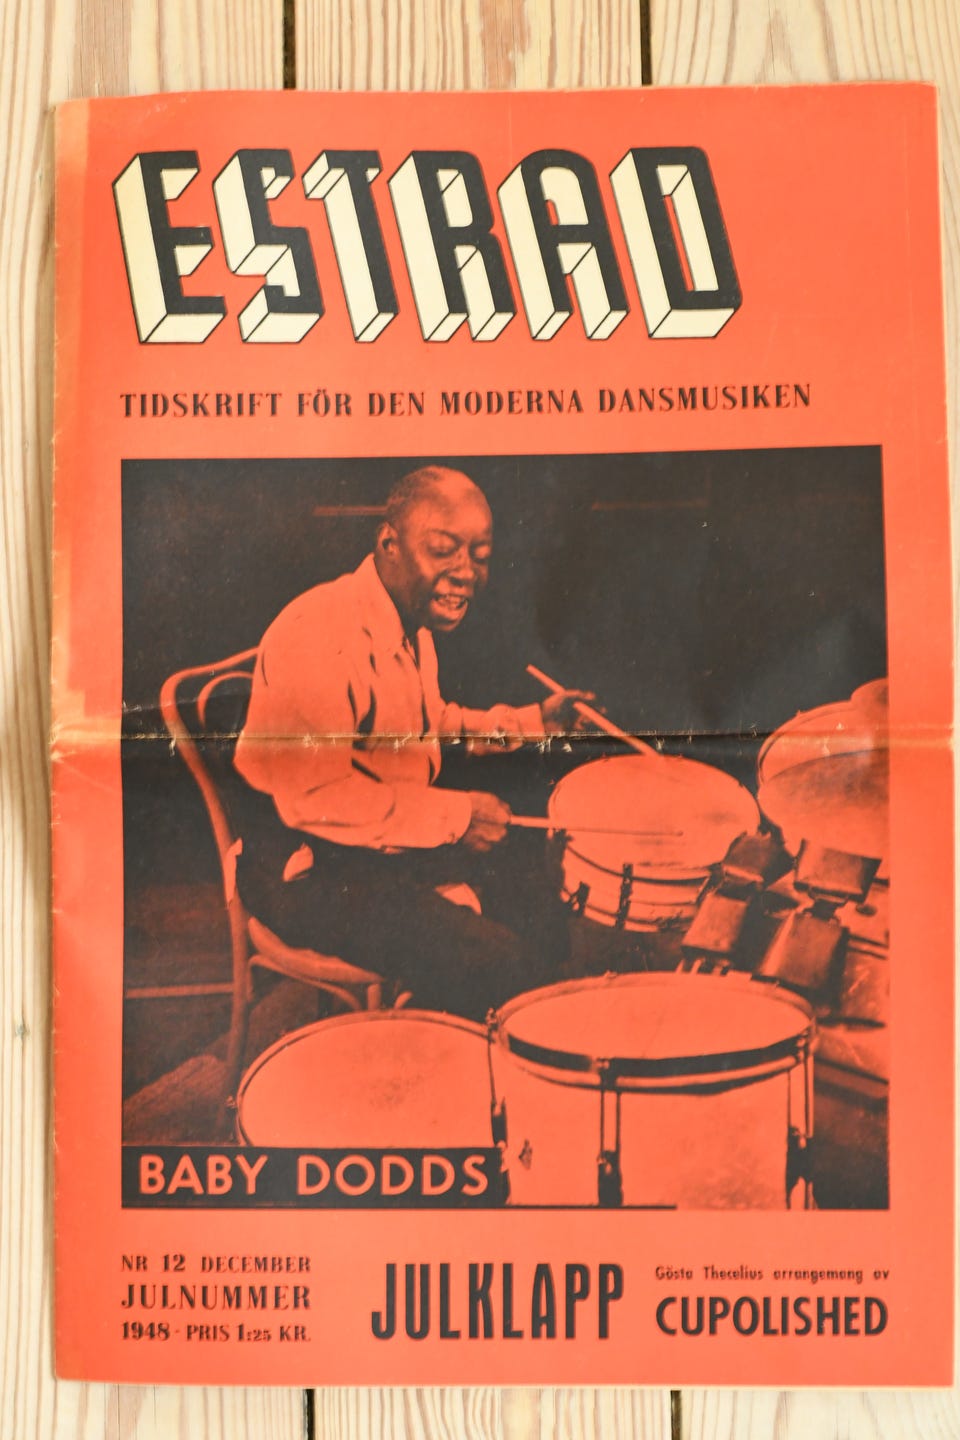 ESTRAD
TIDSKRIFT FÖR DEN MODERNA DANSMUSIKEN
BABY DODDS
NR 12 DECEMBER
JULNUMMER
1948 · PRIS 1:25 KR.
JULKLAPP
Gösta Theselius arrangemang av
CUPOLISHED